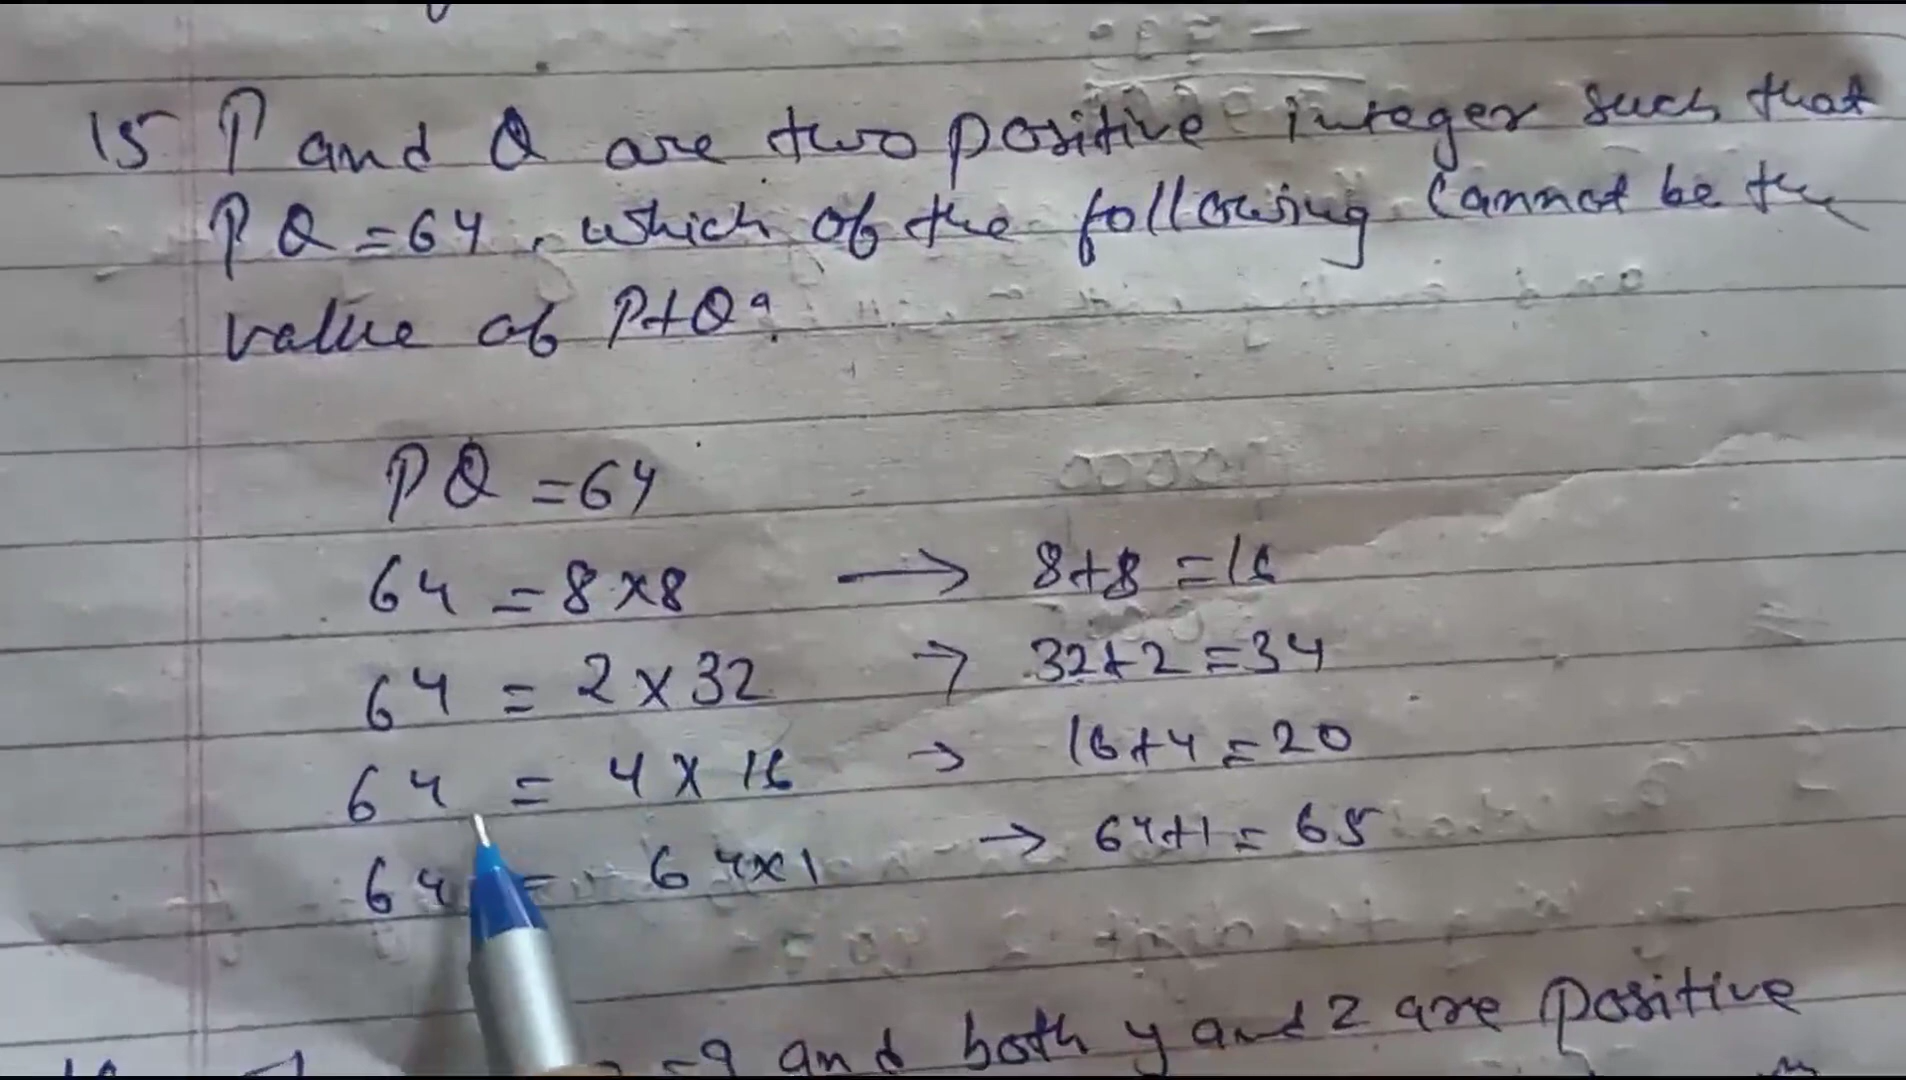 15 P and Q are two positive integer such that
PQ = 64, which of the following cannot be the
value of P+Q?
PQ = 64
64 = 8×8 → 8+8 = 16
64 = 2×32 → 32+2 = 34
64 = 4×16 → 16+4 = 20
64 = 64×1 → 64+1 = 65
and both y and z are positive